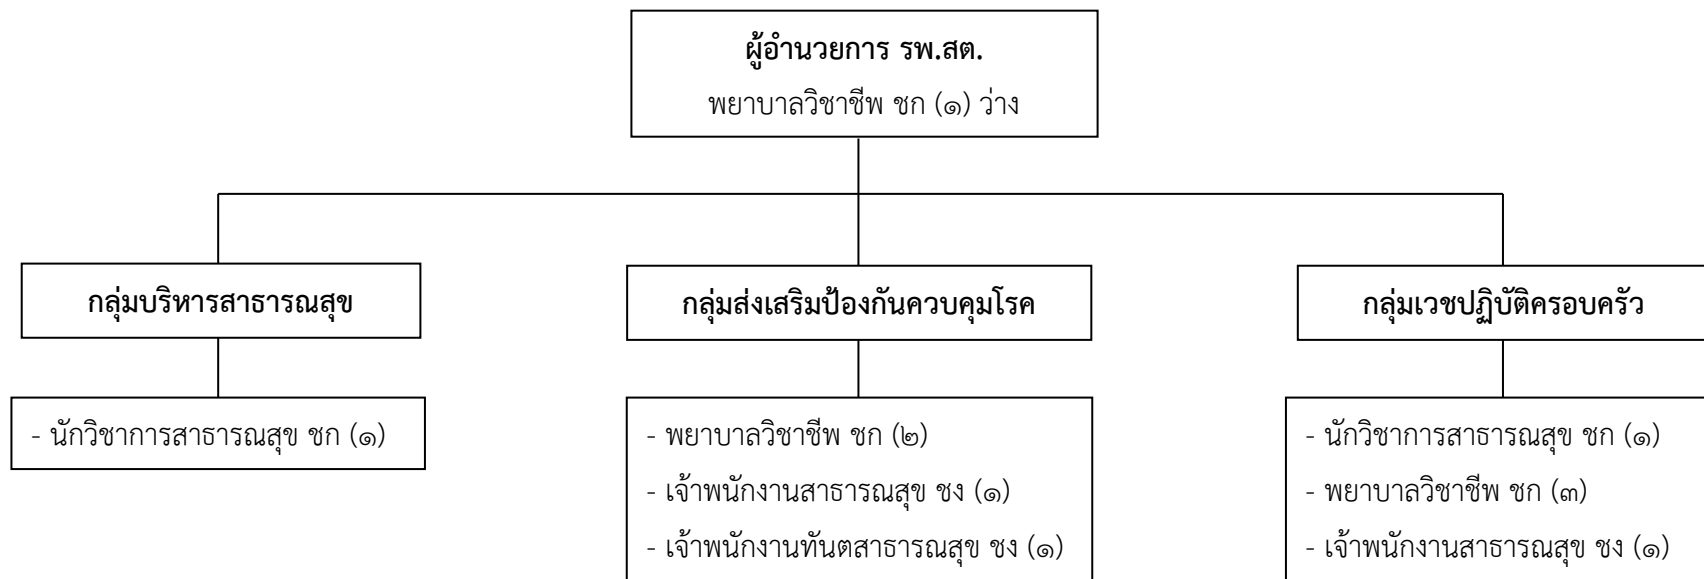 ผู้อำนวยการ รพ.สต.
พยาบาลวิชาชีพ ชก (๑) ว่าง
กลุ่มบริหารสาธารณสุข
- นักวิชาการสาธารณสุข ชก (๑)
กลุ่มส่งเสริมป้องกันควบคุมโรค
- พยาบาลวิชาชีพ ชก (๒)
- เจ้าพนักงานสาธารณสุข ชง (๑)
- เจ้าพนักงานทันตสาธารณสุข ชง (๑)
กลุ่มเวชปฏิบัติครอบครัว
- นักวิชาการสาธารณสุข ชก (๑)
- พยาบาลวิชาชีพ ชก (๓)
- เจ้าพนักงานสาธารณสุข ชง (๑)